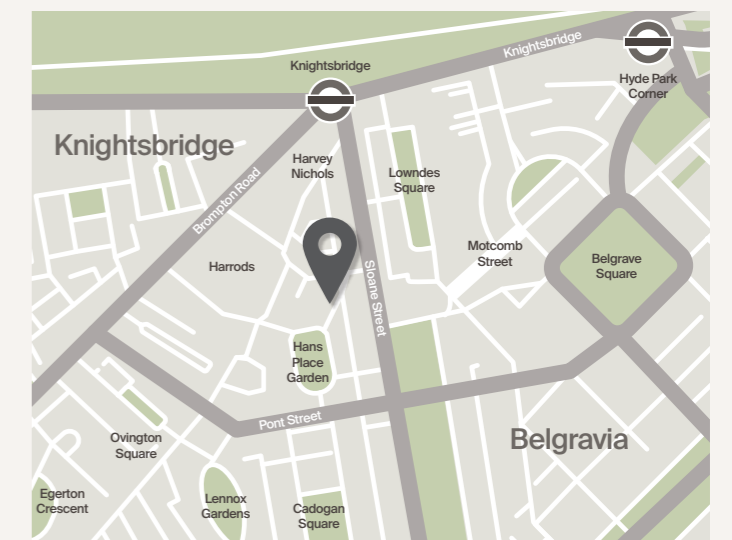 Knightsbridge
Knightsbridge
Hyde Park
Corner
Knightsbridge
Harvey
Nichols
Lowndes
Square
Brompton Road
Harrods
Motcomb
Street
Belgrave
Square
Sloane Street
Hans
Place
Garden
Pont Street
Ovington
Square
Belgravia
Egerton
Crescent
Lennox
Gardens
Cadogan
Square